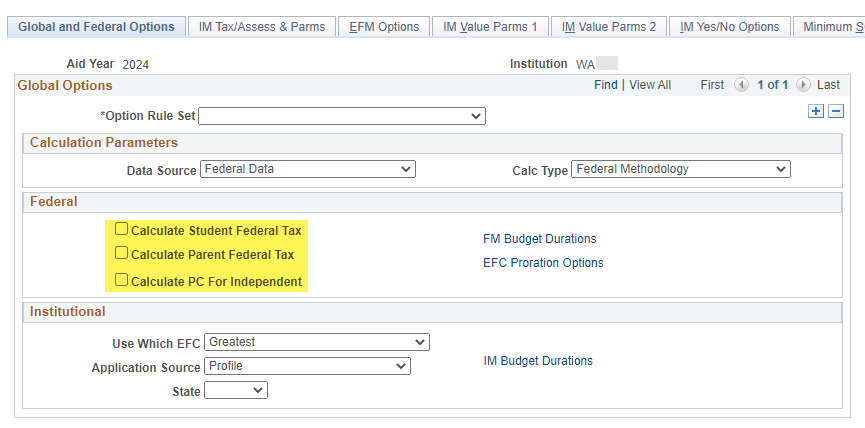 Global and Federal Options IM Tax/Assess & Parms EFM Options IM Value Parms 1 IM Value Parms 2 IM Yes/No Options Minimum S
Aid Year 2024 Institution WA
Global Options Find | View All First 1 of 1 Last
*Option Rule Set
Calculation Parameters
Data Source Federal Data Calc Type Federal Methodology
Federal
Calculate Student Federal Tax
FM Budget Durations
Calculate Parent Federal Tax
EFC Proration Options
Calculate PC For Independent
Institutional
Use Which EFC Greatest
Application Source Profile IM Budget Durations
State